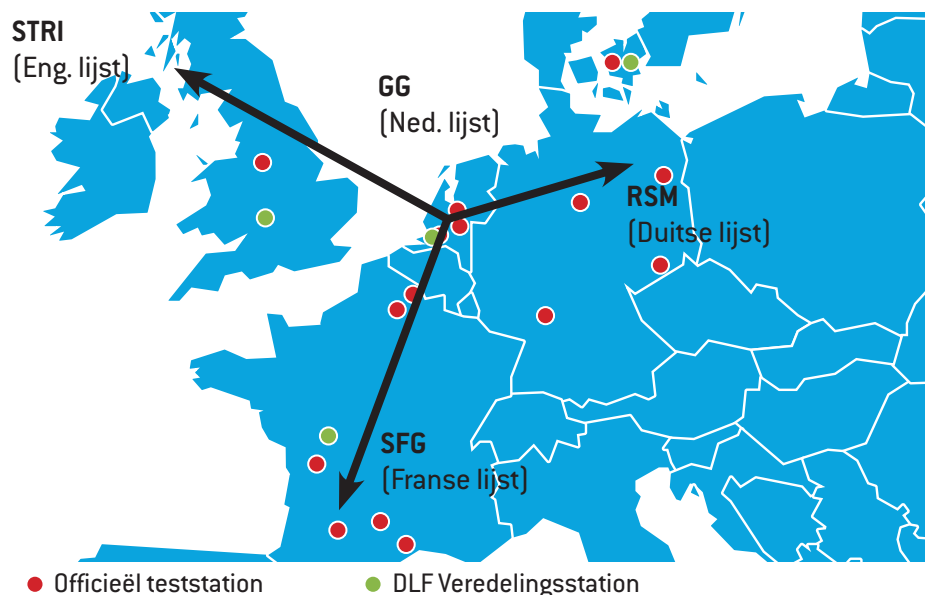 STRI
(Eng. lijst)
GG
(Ned. lijst)
RSM
(Duitse lijst)
SFG
(Franse lijst)
Officieël teststation
DLF Veredelingsstation